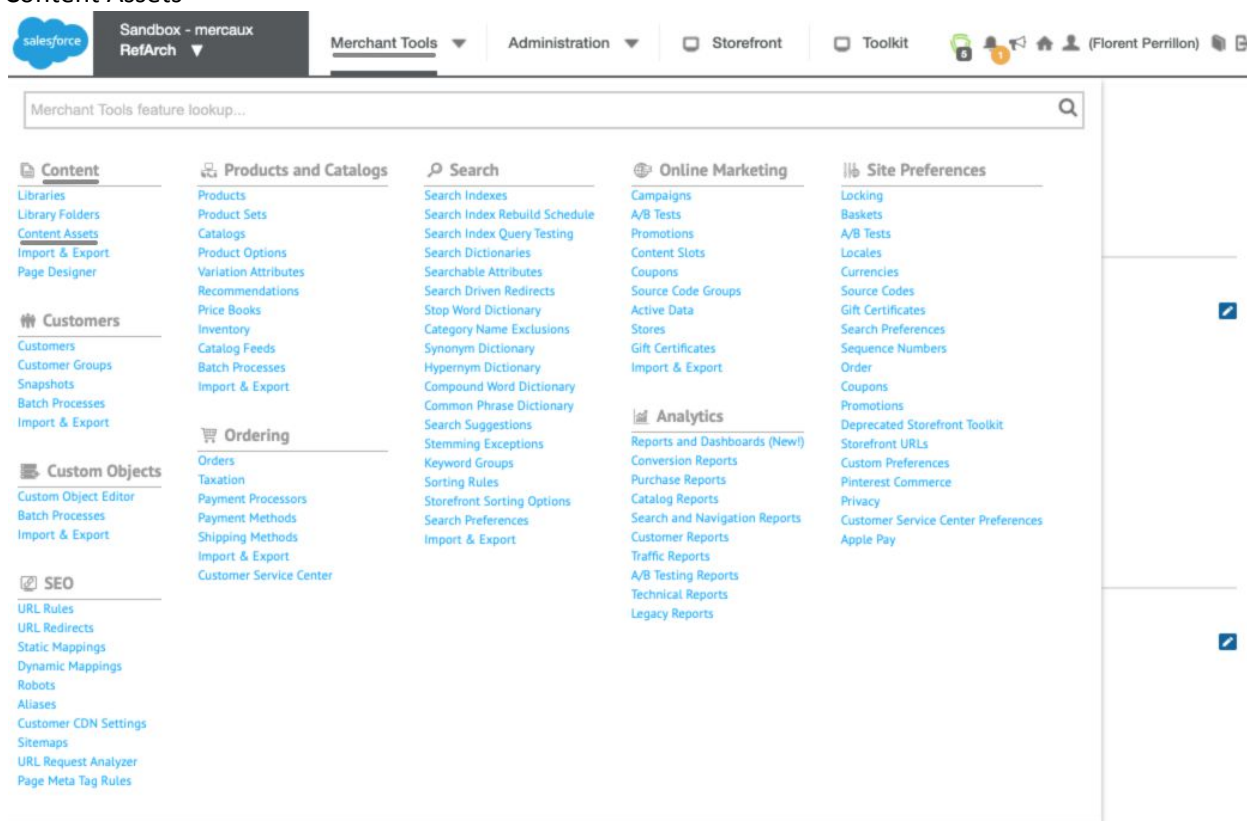 Content Assets
salesforce
Sandbox - mercaux
RefArch ▼
Merchant Tools
Administration
Storefront
Toolkit
5
1
(Florent Perrillon)
Merchant Tools feature lookup...
Content
Libraries
Library Folders
Content Assets
Import & Export
Page Designer
Customers
Customers
Customer Groups
Snapshots
Batch Processes
Import & Export
Custom Objects
Custom Object Editor
Batch Processes
Import & Export
SEO
URL Rules
URL Redirects
Static Mappings
Dynamic Mappings
Robots
Aliases
Customer CDN Settings
Sitemaps
URL Request Analyzer
Page Meta Tag Rules
Products and Catalogs
Products
Product Sets
Catalogs
Product Options
Variation Attributes
Recommendations
Price Books
Inventory
Catalog Feeds
Batch Processes
Import & Export
Ordering
Orders
Taxation
Payment Processors
Payment Methods
Shipping Methods
Import & Export
Customer Service Center
Search
Search Indexes
Search Index Rebuild Schedule
Search Index Query Testing
Search Dictionaries
Searchable Attributes
Search Driven Redirects
Stop Word Dictionary
Category Name Exclusions
Synonym Dictionary
Hypernym Dictionary
Compound Word Dictionary
Common Phrase Dictionary
Search Suggestions
Stemming Exceptions
Keyword Groups
Sorting Rules
Storefront Sorting Options
Search Preferences
Import & Export
Online Marketing
Campaigns
A/B Tests
Promotions
Content Slots
Coupons
Source Code Groups
Active Data
Stores
Gift Certificates
Import & Export
Analytics
Reports and Dashboards (New!)
Conversion Reports
Purchase Reports
Catalog Reports
Search and Navigation Reports
Customer Reports
Traffic Reports
A/B Testing Reports
Technical Reports
Legacy Reports
Site Preferences
Locking
Baskets
A/B Tests
Locales
Currencies
Source Codes
Gift Certificates
Search Preferences
Sequence Numbers
Order
Coupons
Promotions
Deprecated Storefront Toolkit
Storefront URLs
Custom Preferences
Pinterest Commerce
Privacy
Customer Service Center Preferences
Apple Pay